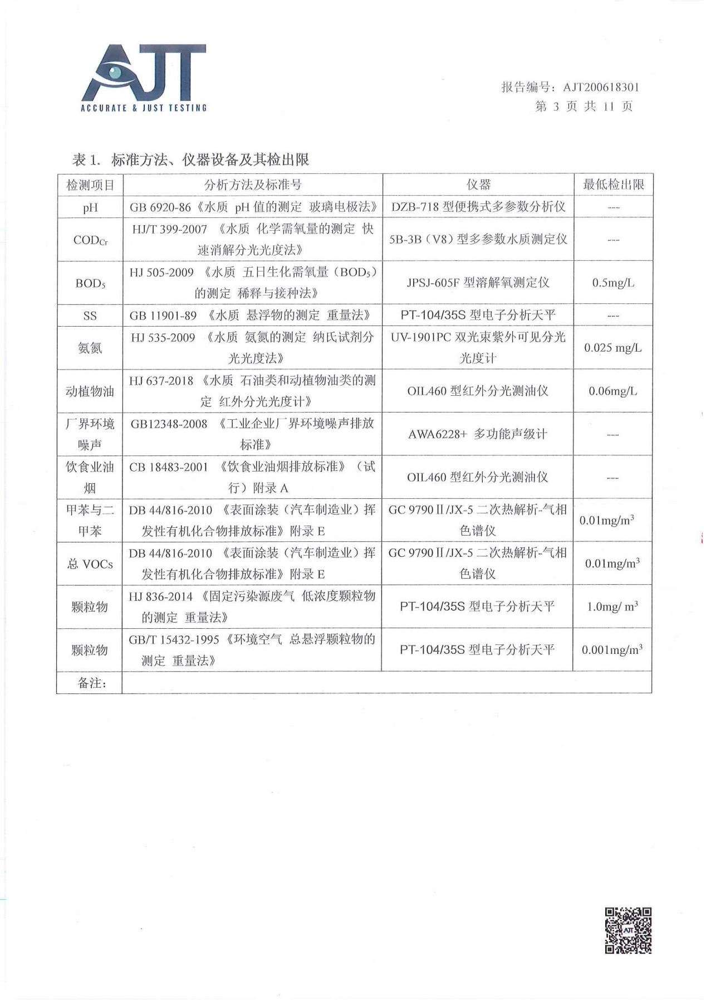 AJT
ACCURATE & JUST TESTING
报告编号：AJT200618301
第 3 页 共 11 页
表 1. 标准方法、仪器设备及其检出限
检测项目 分析方法及标准号 仪器 最低检出限
pH GB 6920-86《水质 pH 值的测定 玻璃电极法》 DZB-718 型便携式多参数分析仪 ---
CODCr HJ/T 399-2007 《水质 化学需氧量的测定 快
速消解分光光度法》 5B-3B（V8）型多参数水质测定仪 ---
BOD₅ HJ 505-2009 《水质 五日生化需氧量（BOD₅）
的测定 稀释与接种法》 JPSJ-605F 型溶解氧测定仪 0.5mg/L
SS GB 11901-89 《水质 悬浮物的测定 重量法》 PT-104/35S 型电子分析天平 ---
氨氮 HJ 535-2009 《水质 氨氮的测定 纳氏试剂分
光光度法》 UV-1901PC 双光束紫外可见分光
光度计 0.025 mg/L
动植物油 HJ 637-2018 《水质 石油类和动植物油类的测
定 红外分光光度计》 OIL460 型红外分光测油仪 0.06mg/L
厂界环境
噪声 GB12348-2008 《工业企业厂界环境噪声排放
标准》 AWA6228+ 多功能声级计 ---
饮食业油
烟 CB 18483-2001 《饮食业油烟排放标准》（试
行）附录 A OIL460 型红外分光测油仪 ---
甲苯与二
甲苯 DB 44/816-2010 《表面涂装（汽车制造业）挥
发性有机化合物排放标准》附录 E GC 9790Ⅱ/JX-5 二次热解析-气相
色谱仪 0.01mg/m³
总 VOCs DB 44/816-2010 《表面涂装（汽车制造业）挥
发性有机化合物排放标准》附录 E GC 9790Ⅱ/JX-5 二次热解析-气相
色谱仪 0.01mg/m³
颗粒物 HJ 836-2014 《固定污染源废气 低浓度颗粒物
的测定 重量法》 PT-104/35S 型电子分析天平 1.0mg/ m³
颗粒物 GB/T 15432-1995《环境空气 总悬浮颗粒物的
测定 重量法》 PT-104/35S 型电子分析天平 0.001mg/m³
备注：
AJT